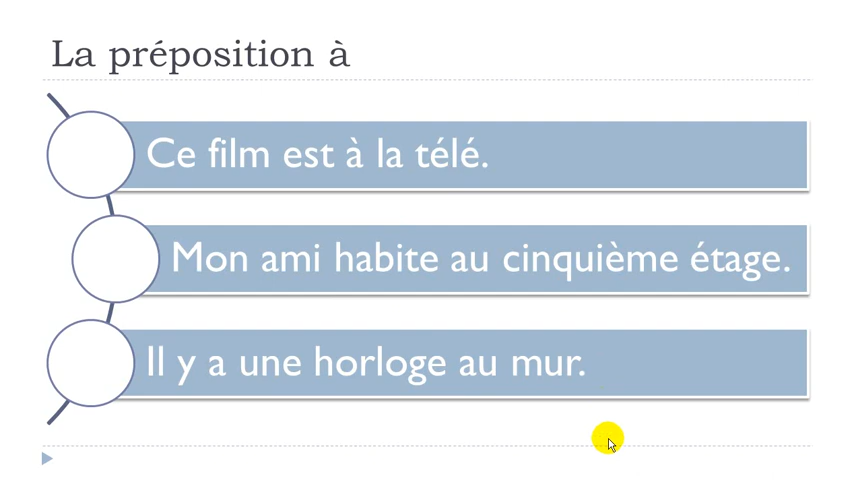 La préposition à
Ce film est à la télé.
Mon ami habite au cinquième étage.
Il y a une horloge au mur.